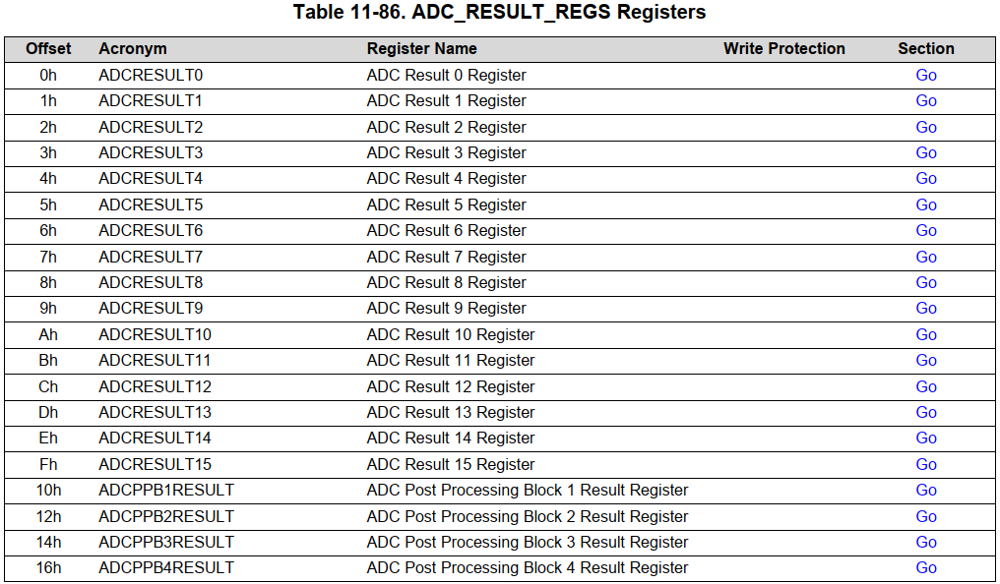 Table 11-86. ADC_RESULT_REGS Registers
Offset Acronym Register Name Write Protection Section
0h ADCRESULT0 ADC Result 0 Register Go
1h ADCRESULT1 ADC Result 1 Register Go
2h ADCRESULT2 ADC Result 2 Register Go
3h ADCRESULT3 ADC Result 3 Register Go
4h ADCRESULT4 ADC Result 4 Register Go
5h ADCRESULT5 ADC Result 5 Register Go
6h ADCRESULT6 ADC Result 6 Register Go
7h ADCRESULT7 ADC Result 7 Register Go
8h ADCRESULT8 ADC Result 8 Register Go
9h ADCRESULT9 ADC Result 9 Register Go
Ah ADCRESULT10 ADC Result 10 Register Go
Bh ADCRESULT11 ADC Result 11 Register Go
Ch ADCRESULT12 ADC Result 12 Register Go
Dh ADCRESULT13 ADC Result 13 Register Go
Eh ADCRESULT14 ADC Result 14 Register Go
Fh ADCRESULT15 ADC Result 15 Register Go
10h ADCPPB1RESULT ADC Post Processing Block 1 Result Register Go
12h ADCPPB2RESULT ADC Post Processing Block 2 Result Register Go
14h ADCPPB3RESULT ADC Post Processing Block 3 Result Register Go
16h ADCPPB4RESULT ADC Post Processing Block 4 Result Register Go